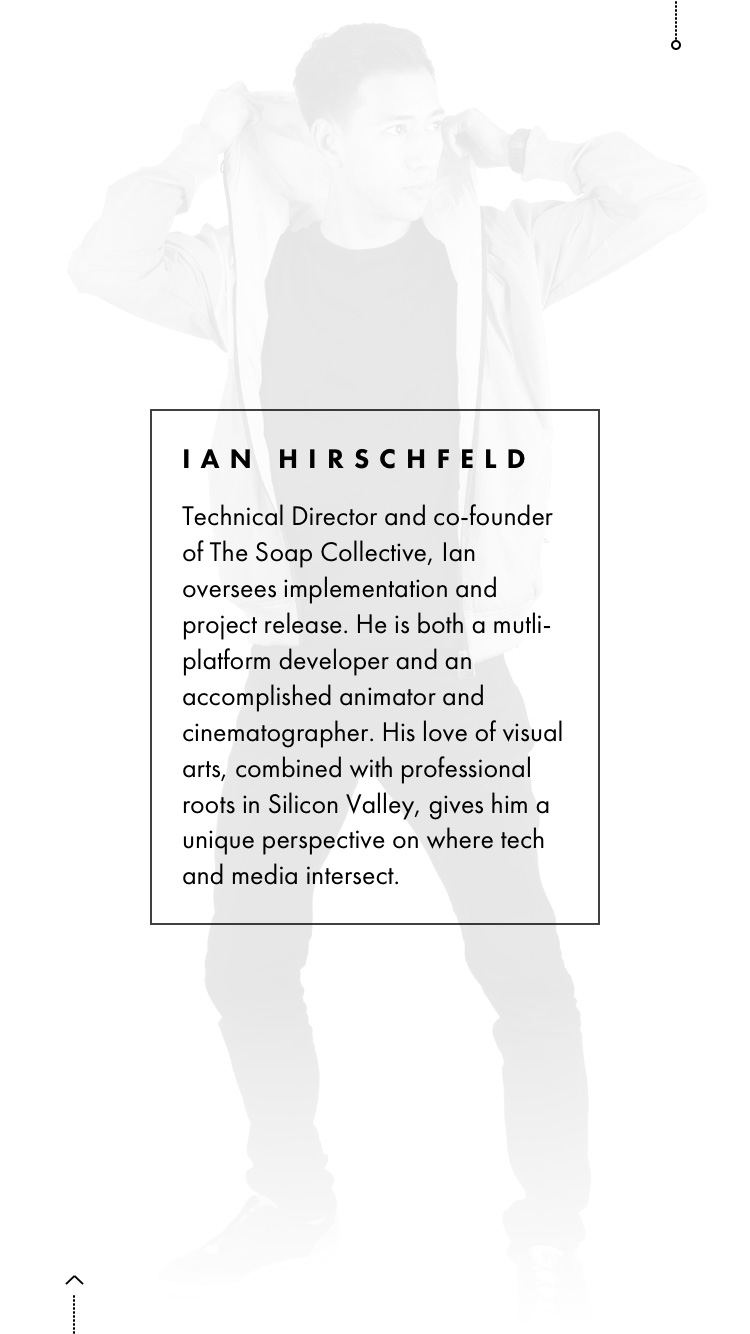 IAN HIRSCHFELD
Technical Director and co-founder
of The Soap Collective, Ian
oversees implementation and
project release. He is both a mutli-
platform developer and an
accomplished animator and
cinematographer. His love of visual
arts, combined with professional
roots in Silicon Valley, gives him a
unique perspective on where tech
and media intersect.